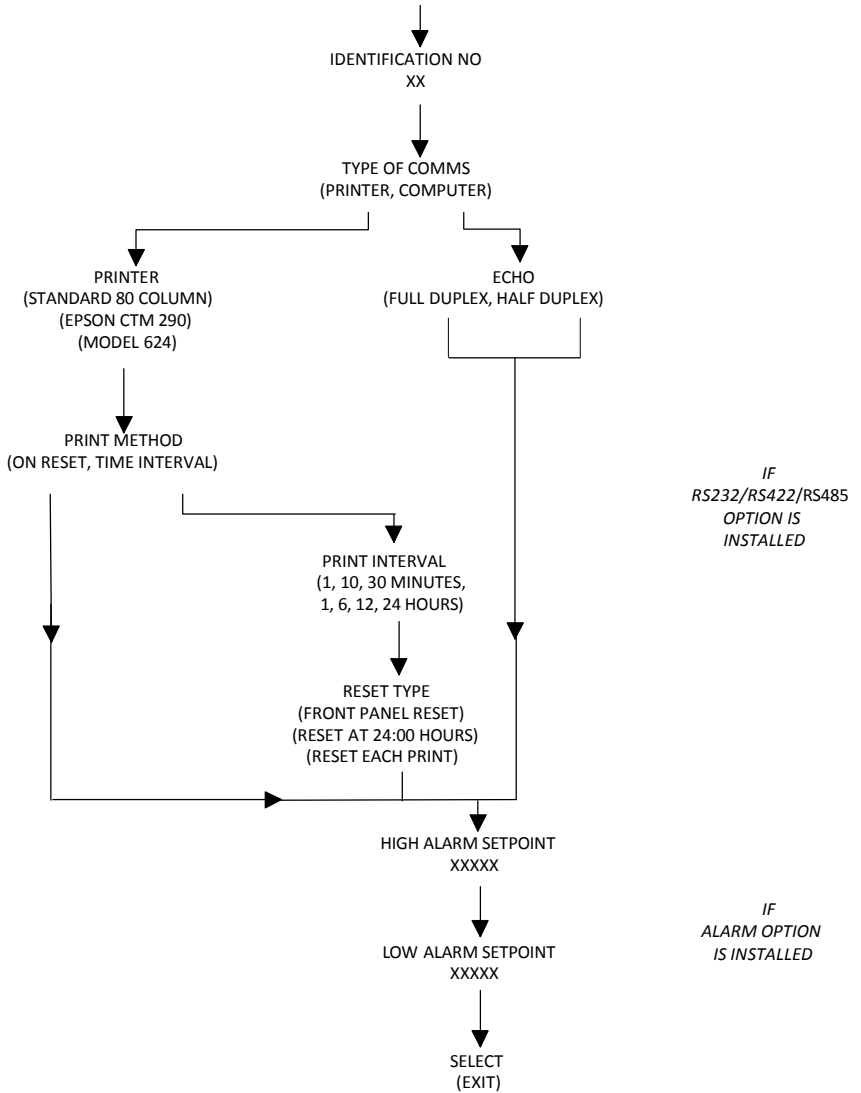 IDENTIFICATION NO
XX
TYPE OF COMMS
(PRINTER, COMPUTER)
PRINTER
(STANDARD 80 COLUMN)
(EPSON CTM 290)
(MODEL 624)
ECHO
(FULL DUPLEX, HALF DUPLEX)
PRINT METHOD
(ON RESET, TIME INTERVAL)
IF
RS232/RS422/RS485
OPTION IS
INSTALLED
PRINT INTERVAL
(1, 10, 30 MINUTES,
1, 6, 12, 24 HOURS)
RESET TYPE
(FRONT PANEL RESET)
(RESET AT 24:00 HOURS)
(RESET EACH PRINT)
HIGH ALARM SETPOINT
XXXXX
IF
ALARM OPTION
IS INSTALLED
LOW ALARM SETPOINT
XXXXX
SELECT
(EXIT)